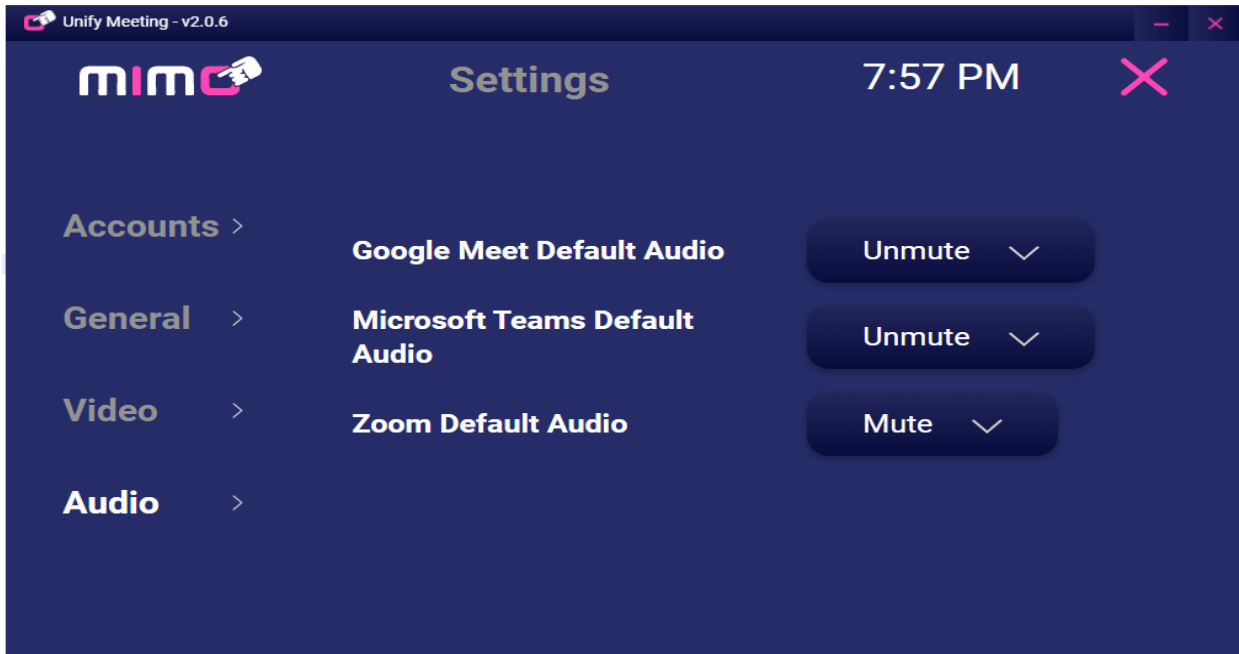 Unify Meeting - v2.0.6
mimo
Settings
7:57 PM
Accounts >
General >
Video >
Audio >
Google Meet Default Audio
Unmute
Microsoft Teams Default
Audio
Unmute
Zoom Default Audio
Mute